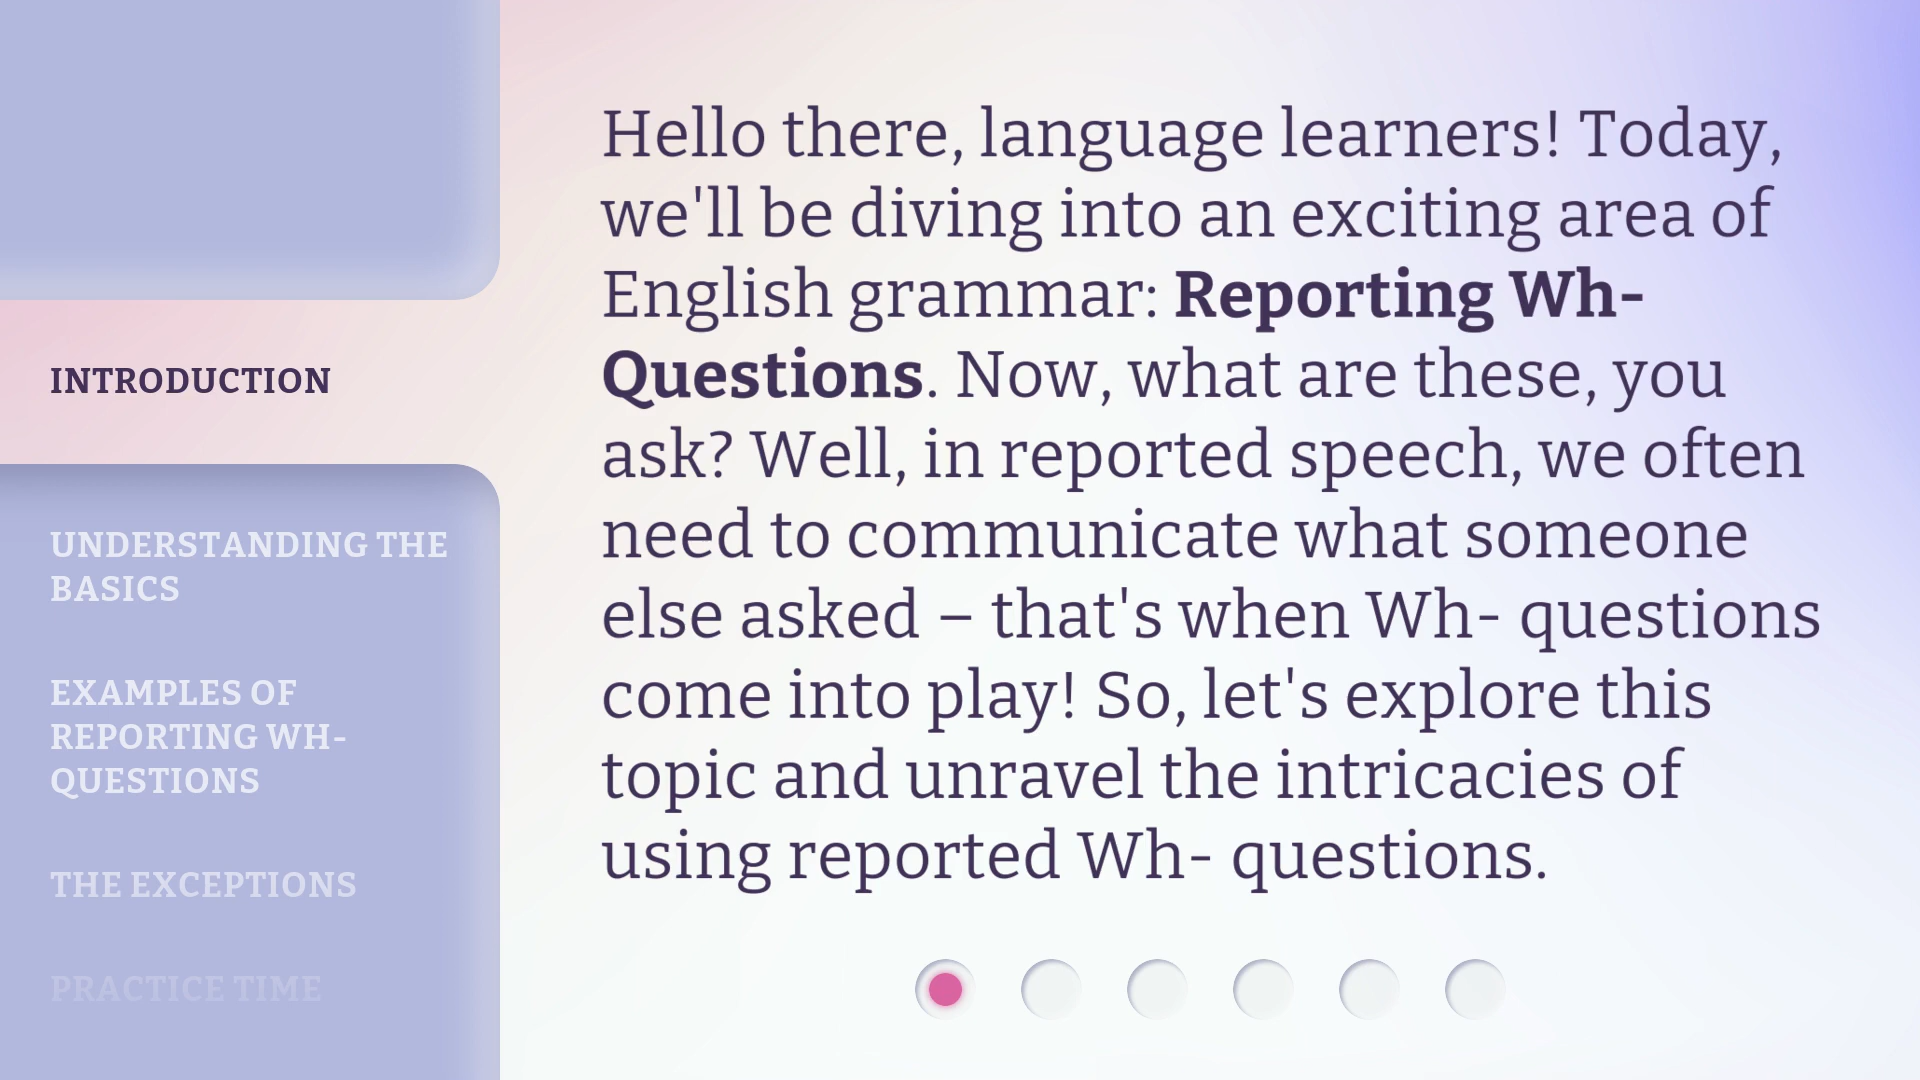 INTRODUCTION
UNDERSTANDING THE
BASICS
EXAMPLES OF
REPORTING WH-
QUESTIONS
THE EXCEPTIONS
PRACTICE TIME
Hello there, language learners! Today,
we'll be diving into an exciting area of
English grammar: Reporting Wh-
Questions. Now, what are these, you
ask? Well, in reported speech, we often
need to communicate what someone
else asked – that's when Wh- questions
come into play! So, let's explore this
topic and unravel the intricacies of
using reported Wh- questions.